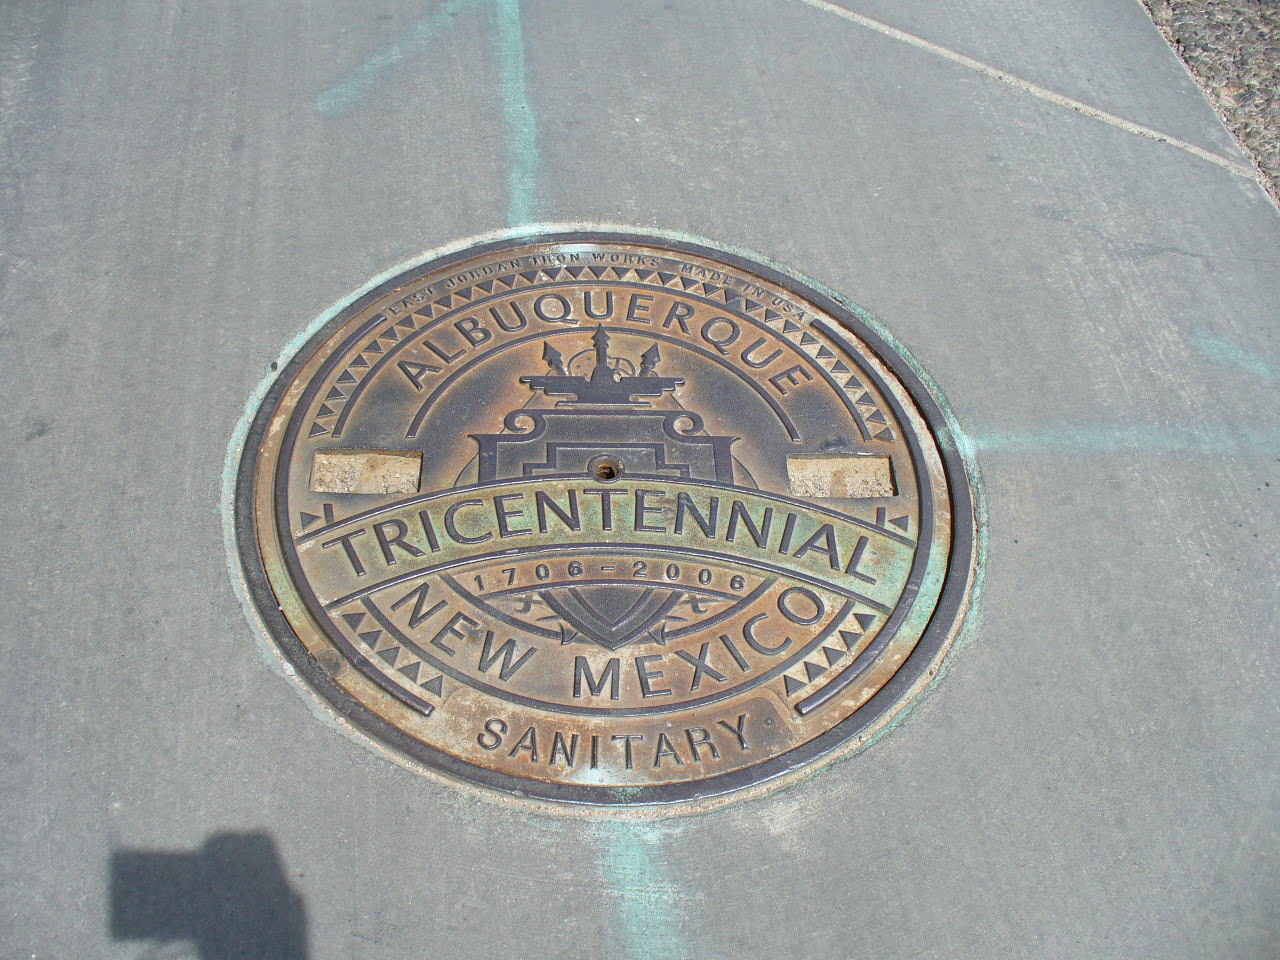 EAST JORDAN IRON WORKS MADE IN USA
ALBUQUERQUE
TRICENTENNIAL
1706-2006
NEW MEXICO
SANITARY